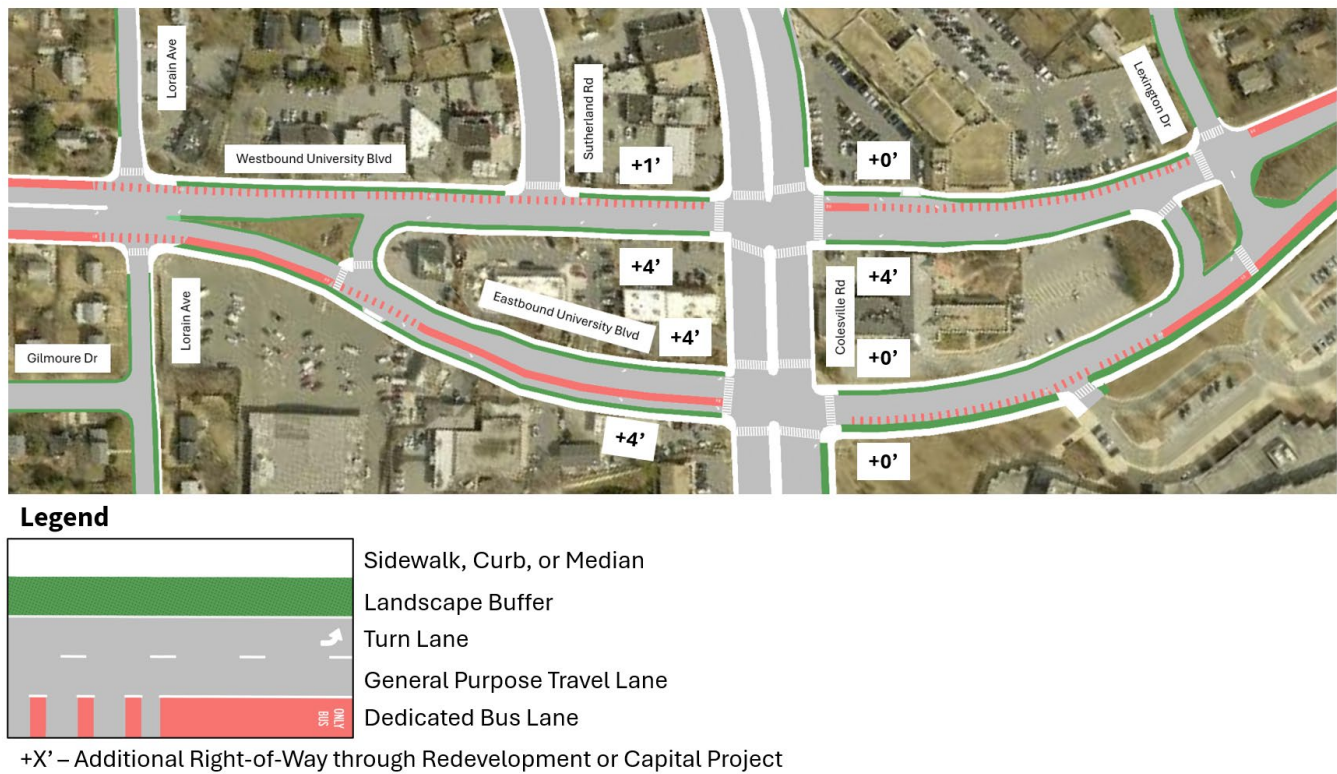 Lorain Ave
Sutherland Rd
Lexington Dr
Westbound University Blvd
+1’
+0’
+4’
+4’
Eastbound University Blvd
+4’
Colesville Rd
Lorain Ave
Gilmoure Dr
+0’
+4’
+0’
Legend
Sidewalk, Curb, or Median
Landscape Buffer
Turn Lane
General Purpose Travel Lane
Dedicated Bus Lane
ONLY
BUS
+X’ – Additional Right-of-Way through Redevelopment or Capital Project